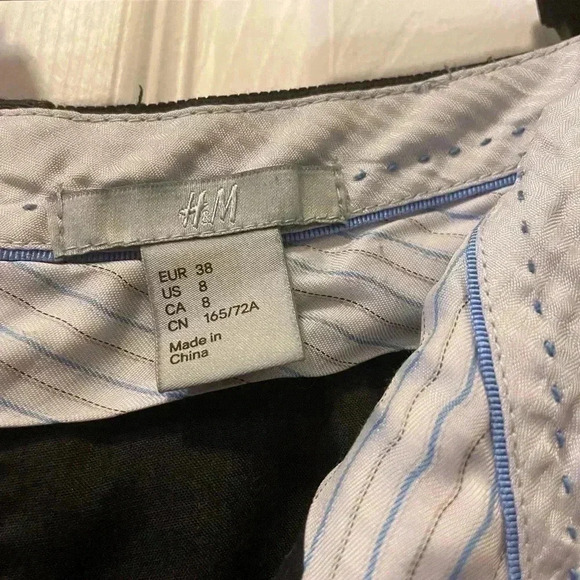 H&M
EUR 38
US 8
CA 8
CN 165/72A
Made in
China